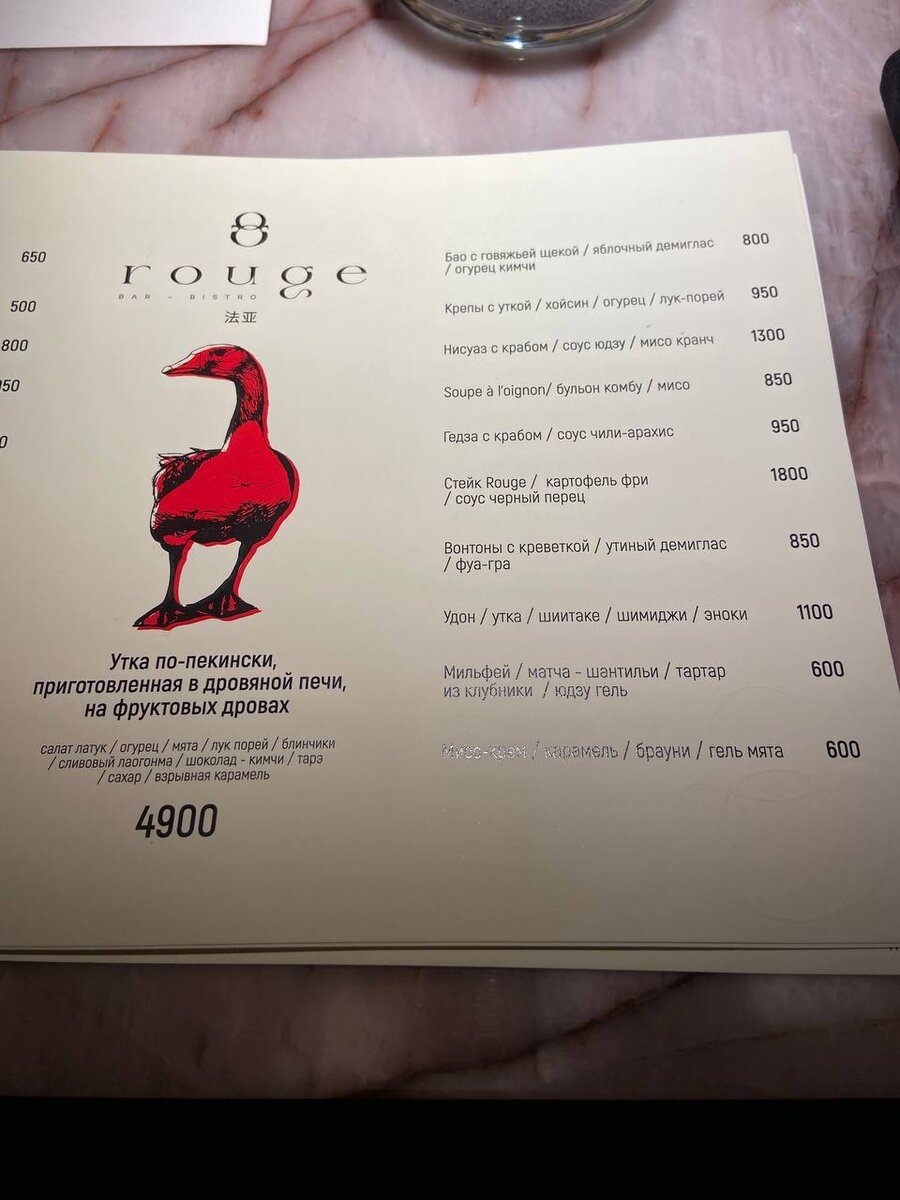 650
500
800
8
rouge
BAR - BISTRO
法亚
Утка по-пекински,
приготовленная в дровяной печи,
на фруктовых дровах
салат латук / огурец / мята / лук порей / блинчики
/ сливовый лаогонма / шоколад - кимчи / тарэ
/ сахар / взрывная карамель
4900
Бао с говяжьей щекой / яблочный демиглас 800
/ огурец кимчи
Крепы с уткой / хойсин / огурец / лук-порей 950
Нисуаз с крабом / соус юдзу / мисо кранч 1300
Soupe à l'oignon/ бульон комбу / мисо 850
Гедза с крабом / соус чили-арахис 950
Стейк Rouge / картофель фри 1800
/ соус черный перец
Вонтоны с креветкой / утиный демиглас 850
/ фуа-гра
Удон / утка / шиитаке / шимиджи / эноки 1100
Мильфей / матча - шантильи / тартар 600
из клубники / юдзу гель
Мисо-крем / карамель / брауни / гель мята 600